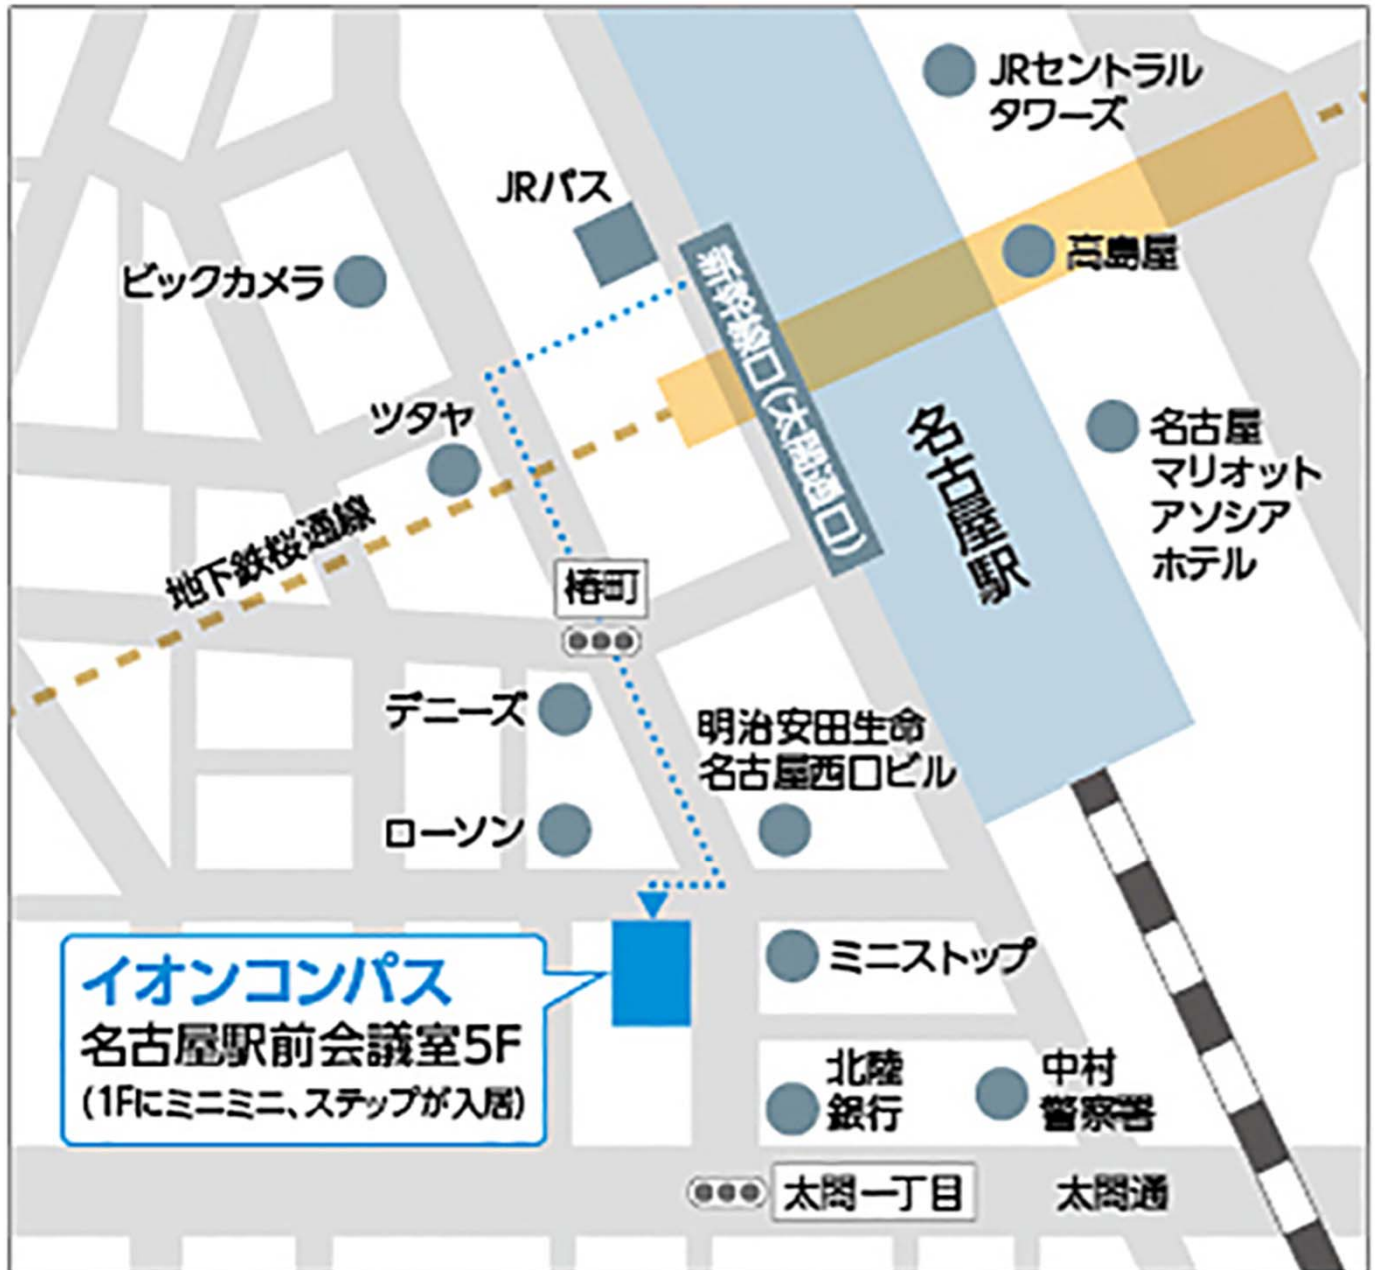 JRセントラル
タワーズ
JRバス
高島屋
ビックカメラ
新幹線口(太閤通口)
ツタヤ
名古屋駅
名古屋
マリオット
アソシア
ホテル
地下鉄桜通線
椿町
デニーズ
明治安田生命
名古屋西口ビル
ローソン
ミニストップ
イオンコンパス
名古屋駅前会議室5F
(1Fにミニミニ、ステップが入居)
北陸
銀行
中村
警察署
太閤一丁目
太閤通